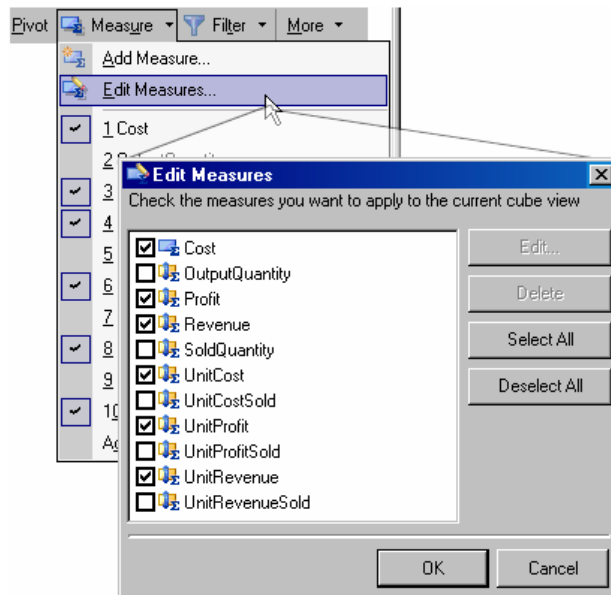 Pivot Measure Filter More
Add Measure...
Edit Measures...
1 Cost
2
3
4
5
6
7
8
9
10
Edit Measures
Check the measures you want to apply to the current cube view
Cost
OutputQuantity
Profit
Revenue
SoldQuantity
UnitCost
UnitCostSold
UnitProfit
UnitProfitSold
UnitRevenue
UnitRevenueSold
Edit...
Delete
Select All
Deselect All
OK Cancel